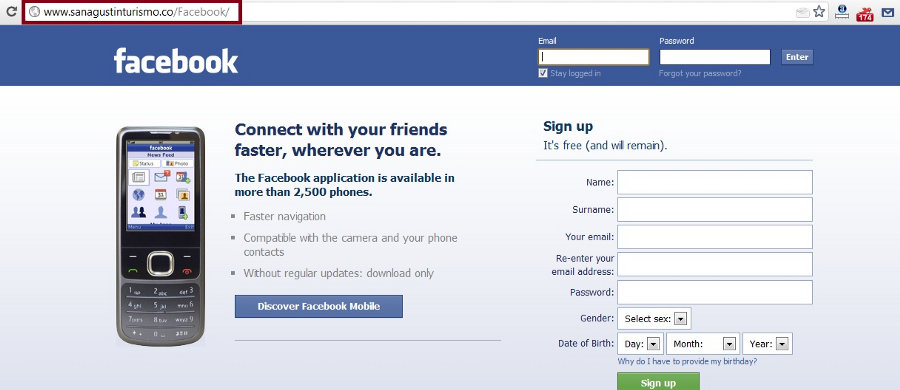 www.sanagustinturismo.co/Facebook/
174
facebook
Email
Password
Enter
Stay logged in
Forgot your password?
Connect with your friends
faster, wherever you are.
The Facebook application is available in
more than 2,500 phones.
Faster navigation
Compatible with the camera and your phone
contacts
Without regular updates: download only
Discover Facebook Mobile
facebook
News Feed
Status
Photo
Menu
Exit
Sign up
It's free (and will remain).
Name:
Surname:
Your email:
Re-enter your
email address:
Password:
Gender:
Select sex:
Date of Birth:
Day:
Month:
Year:
Why do I have to provide my birthday?
Sign up